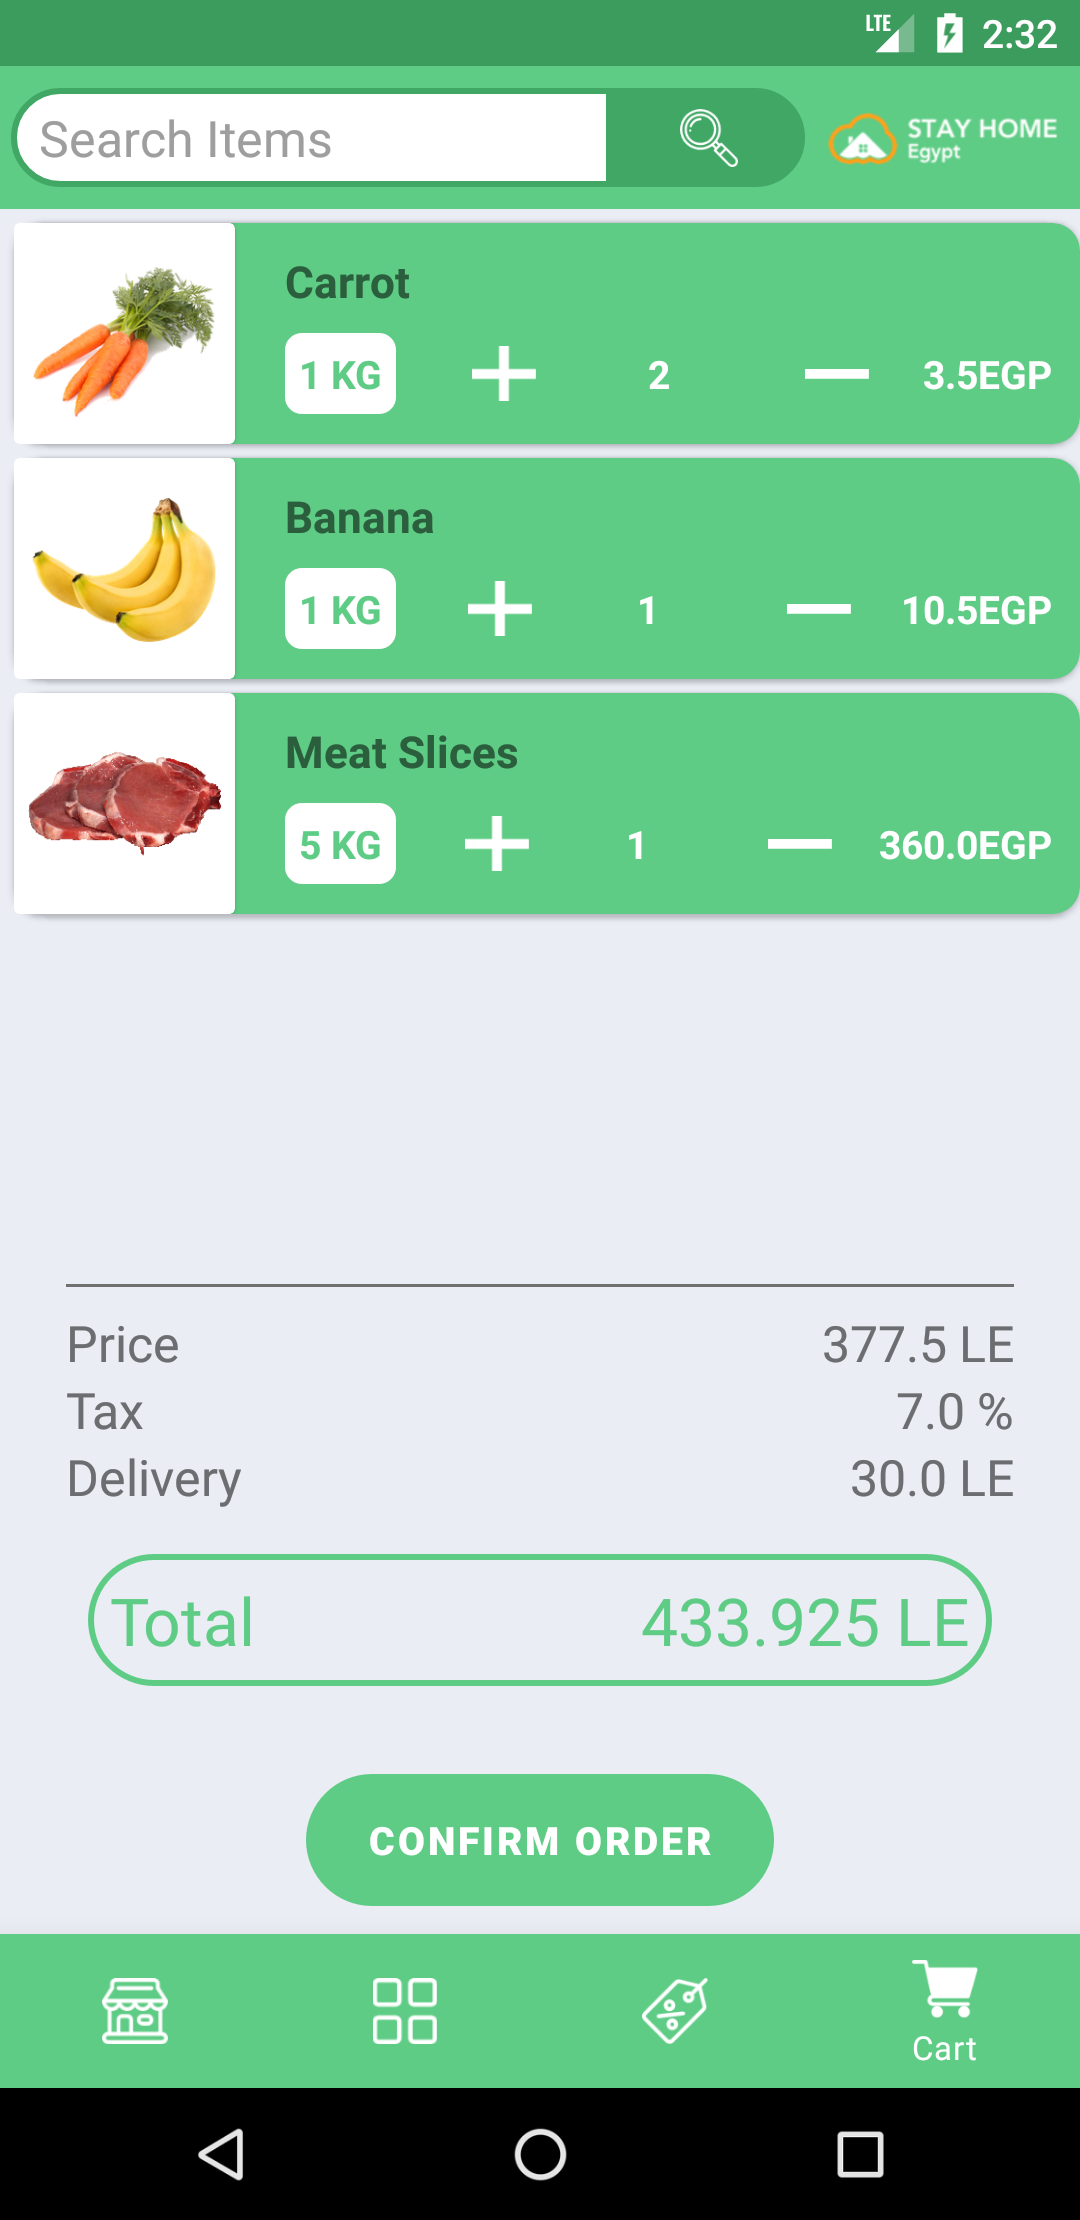 LTE 2:32
Search Items
STAY HOME
Egypt
Carrot
1 KG 2 3.5EGP
Banana
1 KG 1 10.5EGP
Meat Slices
5 KG 1 360.0EGP
Price 377.5 LE
Tax 7.0 %
Delivery 30.0 LE
Total 433.925 LE
CONFIRM ORDER
Cart